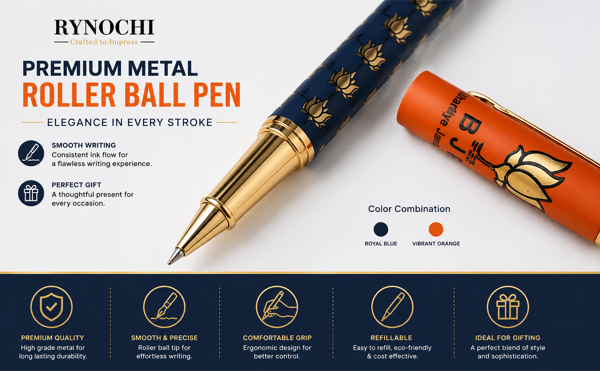 RYNOCHI
Crafted to Impress
PREMIUM METAL
ROLLER BALL PEN
ELEGANCE IN EVERY STROKE
SMOOTH WRITING
Consistent ink flow for
a flawless writing experience.
PERFECT GIFT
A thoughtful present for
every occasion.
BJP
Color Combination
ROYAL BLUE
VIBRANT ORANGE
PREMIUM QUALITY
High grade metal for
long lasting durability.
SMOOTH & PRECISE
Roller ball tip for
effortless writing.
COMFORTABLE GRIP
Ergonomic design for
better control.
REFILLABLE
Easy to refill, eco-friendly
& cost effective.
IDEAL FOR GIFTING
A perfect blend of style
and sophistication.